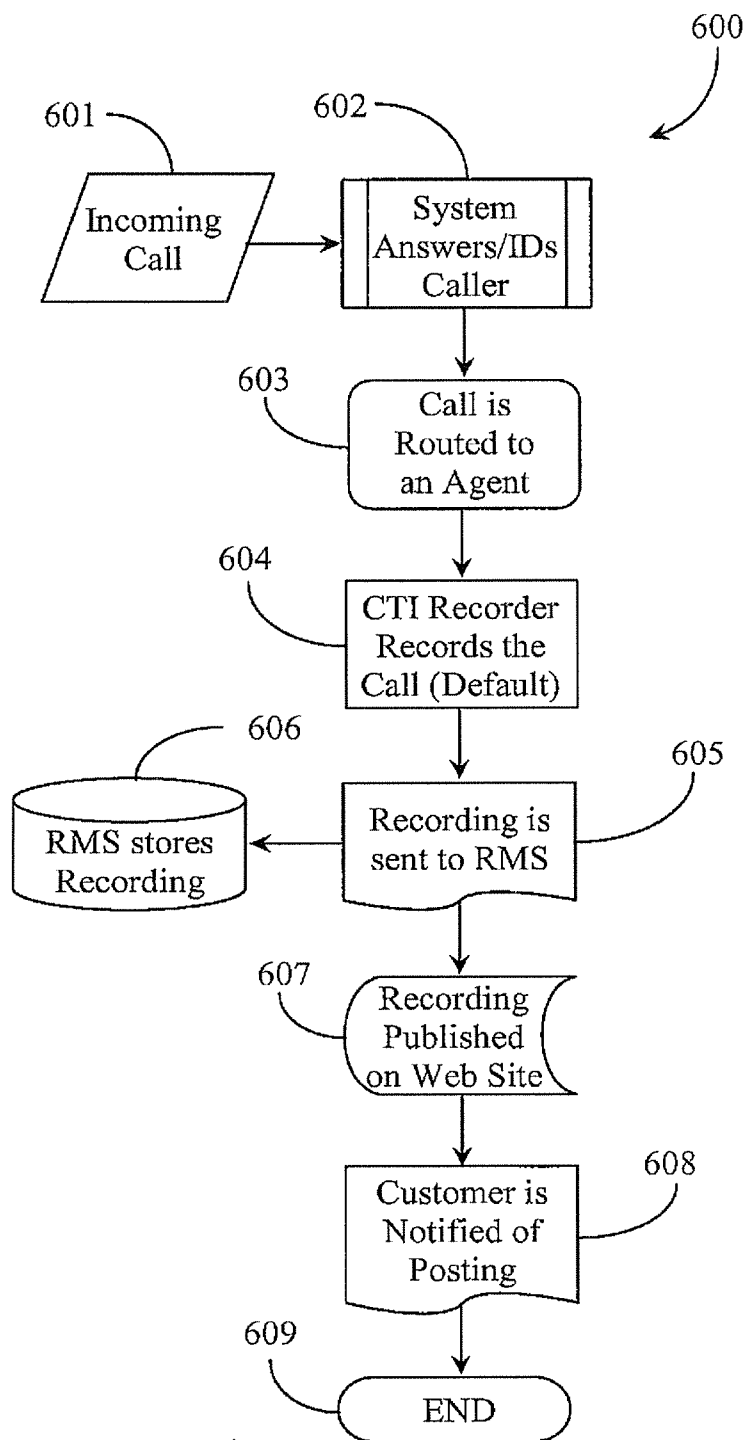 600
601
602
Incoming
Call
System
Answers/IDs
Caller
603
Call is
Routed to
an Agent
604
CTI Recorder
Records the
Call (Default)
606
605
RMS stores
Recording
Recording is
sent to RMS
607
Recording
Published
on Web Site
608
Customer is
Notified of
Posting
609
END